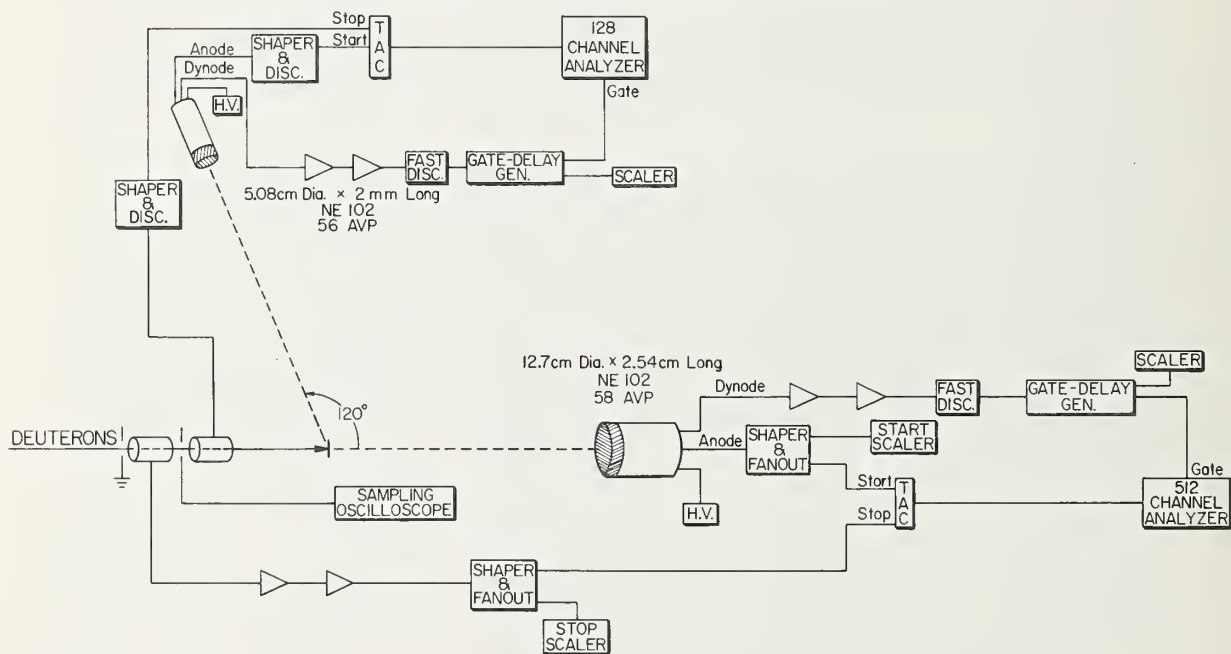 Stop
Start
T
A
C
128
CHANNEL
ANALYZER
Anode
Dynode
SHAPER
&
DISC.
H.V.
Gate
FAST
DISC.
GATE-DELAY
GEN.
SCALER
SHAPER
&
DISC.
5.08cm Dia. × 2 mm Long
NE 102
56 AVP
120°
12.7cm Dia. × 2.54cm Long
NE 102
58 AVP
Dynode
FAST
DISC.
GATE-DELAY
GEN.
SCALER
DEUTERONS
Anode
SHAPER
&
FANOUT
START
SCALER
H.V.
Start
Stop
T
A
C
Gate
512
CHANNEL
ANALYZER
SAMPLING
OSCILLOSCOPE
SHAPER
&
FANOUT
STOP
SCALER